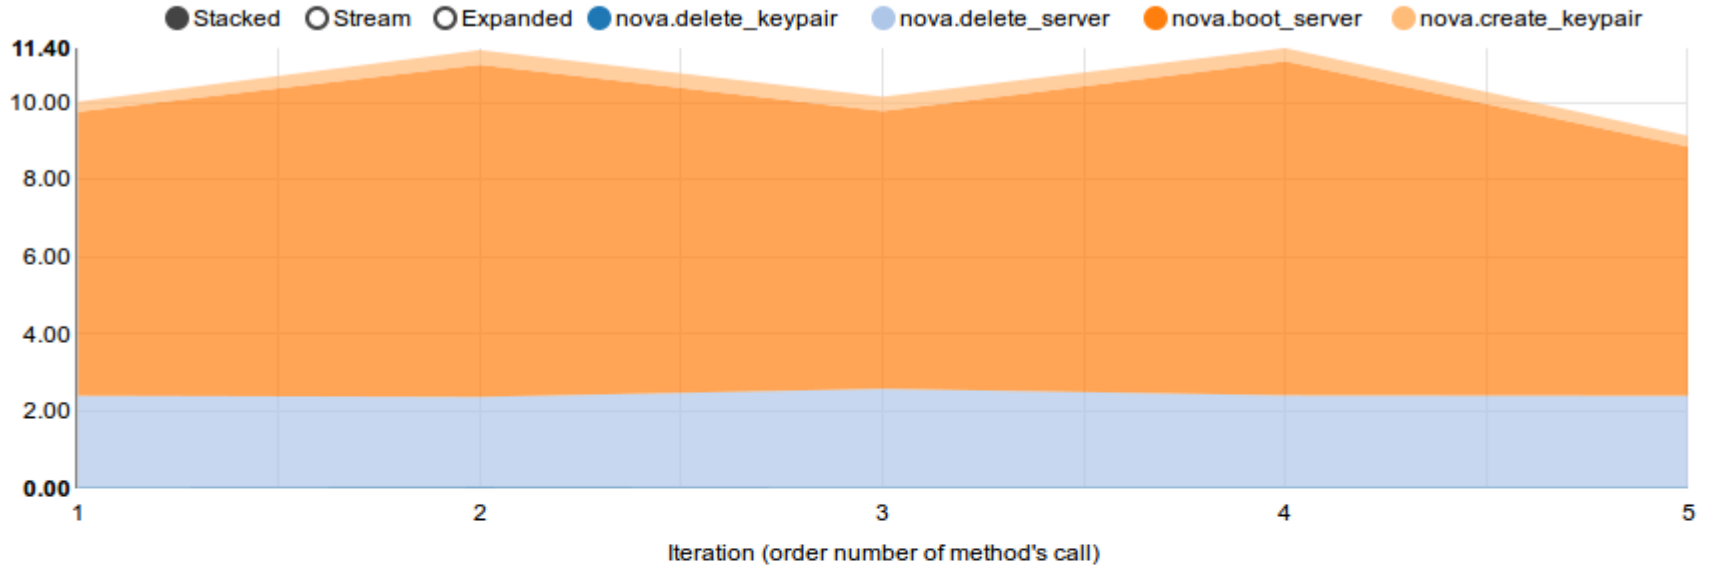 Stacked Stream Expanded nova.delete_keypair nova.delete_server nova.boot_server nova.create_keypair
11.40
10.00
8.00
6.00
4.00
2.00
0.00
1 2 3 4 5
Iteration (order number of method's call)